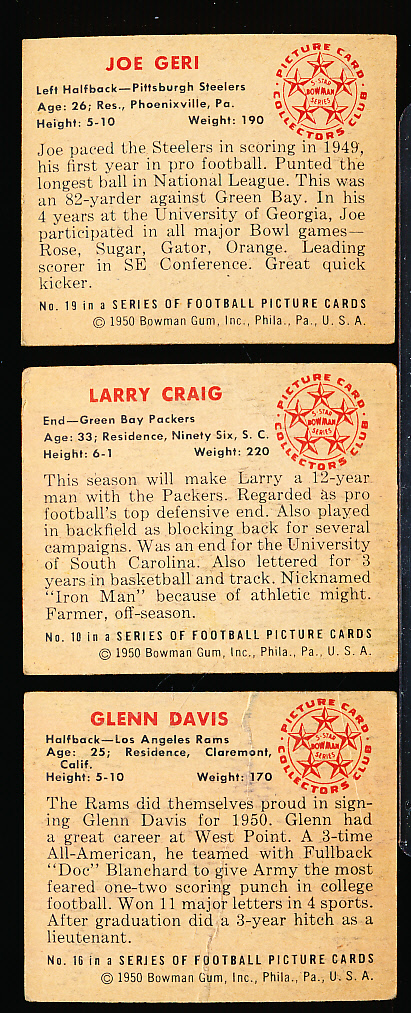 JOE GERI
Left Halfback—Pittsburgh Steelers
Age: 26; Res., Phoenixville, Pa.
Height: 5-10 Weight: 190
PICTURE CARD
COLLECTORS CLUB
5-STAR
BOWMAN
SERIES
Joe paced the Steelers in scoring in 1949,
his first year in pro football. Punted the
longest ball in National League. This was
an 82-yarder against Green Bay. In his
4 years at the University of Georgia, Joe
participated in all major Bowl games—
Rose, Sugar, Gator, Orange. Leading
scorer in SE Conference. Great quick
kicker.
No. 19 in a SERIES OF FOOTBALL PICTURE CARDS
© 1950 Bowman Gum, Inc., Phila., Pa., U. S. A.
LARRY CRAIG
End—Green Bay Packers
Age: 33; Residence, Ninety Six, S. C.
Height: 6-1 Weight: 220
PICTURE CARD
COLLECTORS CLUB
5-STAR
BOWMAN
SERIES
This season will make Larry a 12-year
man with the Packers. Regarded as pro
football's top defensive end. Also played
in backfield as blocking back for several
campaigns. Was an end for the University
of South Carolina. Also lettered for 3
years in basketball and track. Nicknamed
"Iron Man" because of athletic might.
Farmer, off-season.
No. 10 in a SERIES OF FOOTBALL PICTURE CARDS
© 1950 Bowman Gum, Inc., Phila., Pa., U. S. A.
GLENN DAVIS
Halfback—Los Angeles Rams
Age: 25; Residence, Claremont,
Calif.
Height: 5-10 Weight: 170
PICTURE CARD
COLLECTORS CLUB
5-STAR
BOWMAN
SERIES
The Rams did themselves proud in sign-
ing Glenn Davis for 1950. Glenn had
a great career at West Point. A 3-time
All-American, he teamed with Fullback
"Doc" Blanchard to give Army the most
feared one-two scoring punch in college
football. Won 11 major letters in 4 sports.
After graduation did a 3-year hitch as a
lieutenant.
No. 16 in a SERIES OF FOOTBALL PICTURE CARDS
© 1950 Bowman Gum, Inc., Phila., Pa., U. S. A.